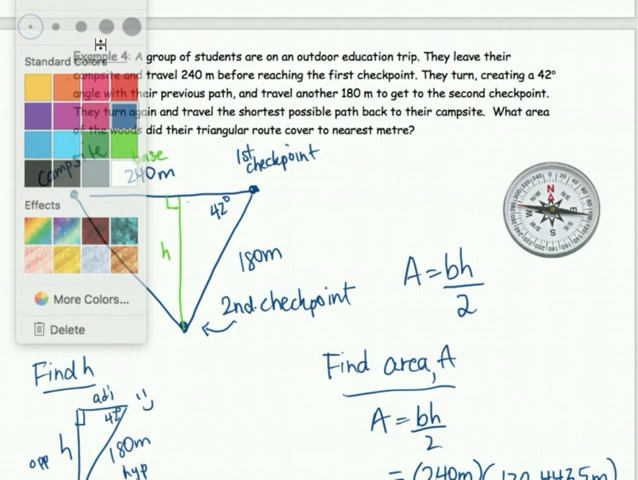 Example 4: A group of students are on an outdoor education trip. They leave their
campsite and travel 240 m before reaching the first checkpoint. They turn, creating a 42°
angle with their previous path, and travel another 180 m to get to the second checkpoint.
They turn again and travel the shortest possible path back to their campsite. What area
of the woods did their triangular route cover to nearest metre?
Standard Colors
Effects
More Colors...
Delete
campsite
base
240m
1st
checkpoint
42°
h
180m
2nd checkpoint
N
E
S
W
A = bh
2
Find h
adj
42°
opp
h
180m
hyp
Find area, A
A = bh
2
= (240m)(120.4435m)